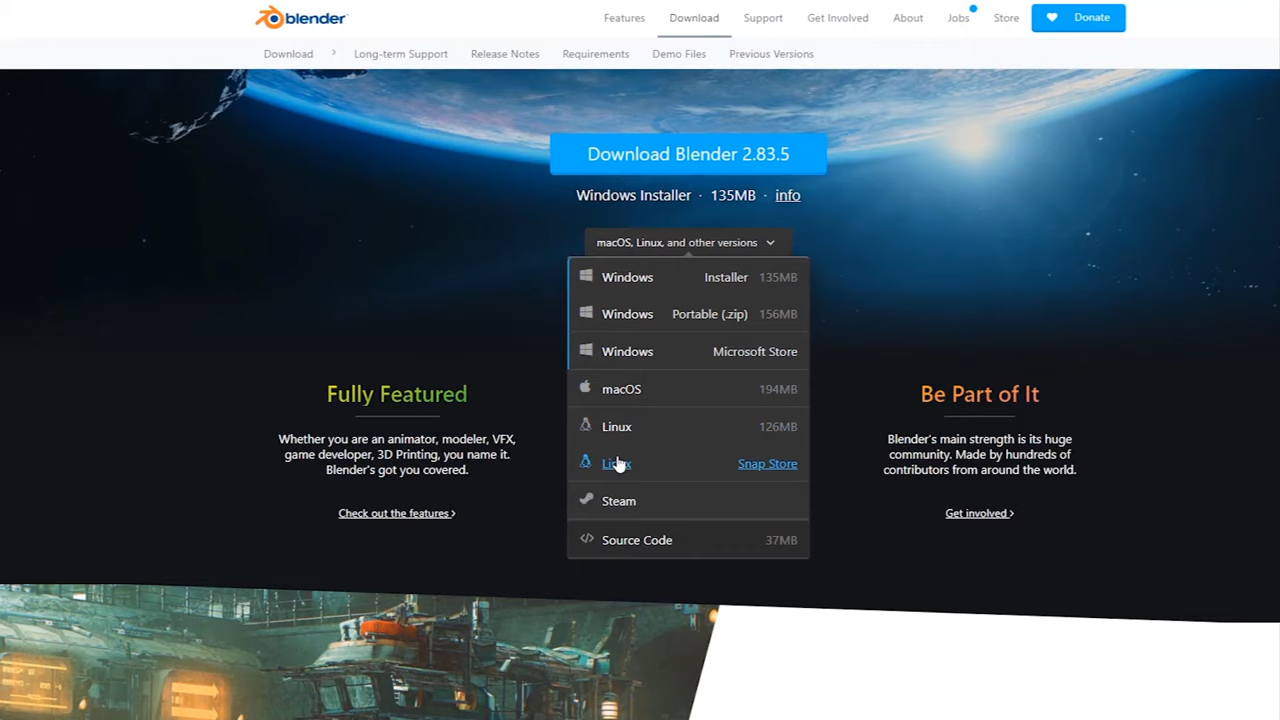 blender
Features Download Support Get Involved About Jobs Store Donate
Download Long-term Support Release Notes Requirements Demo Files Previous Versions
Download Blender 2.83.5
Windows Installer · 135MB · info
macOS, Linux, and other versions
Windows Installer 135MB
Windows Portable (.zip) 156MB
Windows Microsoft Store
macOS 194MB
Linux 126MB
Linux Snap Store
Steam
Source Code 37MB
Fully Featured
Whether you are an animator, modeler, VFX,
game developer, 3D Printing, you name it.
Blender's got you covered.
Check out the features
Be Part of It
Blender's main strength is its huge
community. Made by hundreds of
contributors from around the world.
Get involved